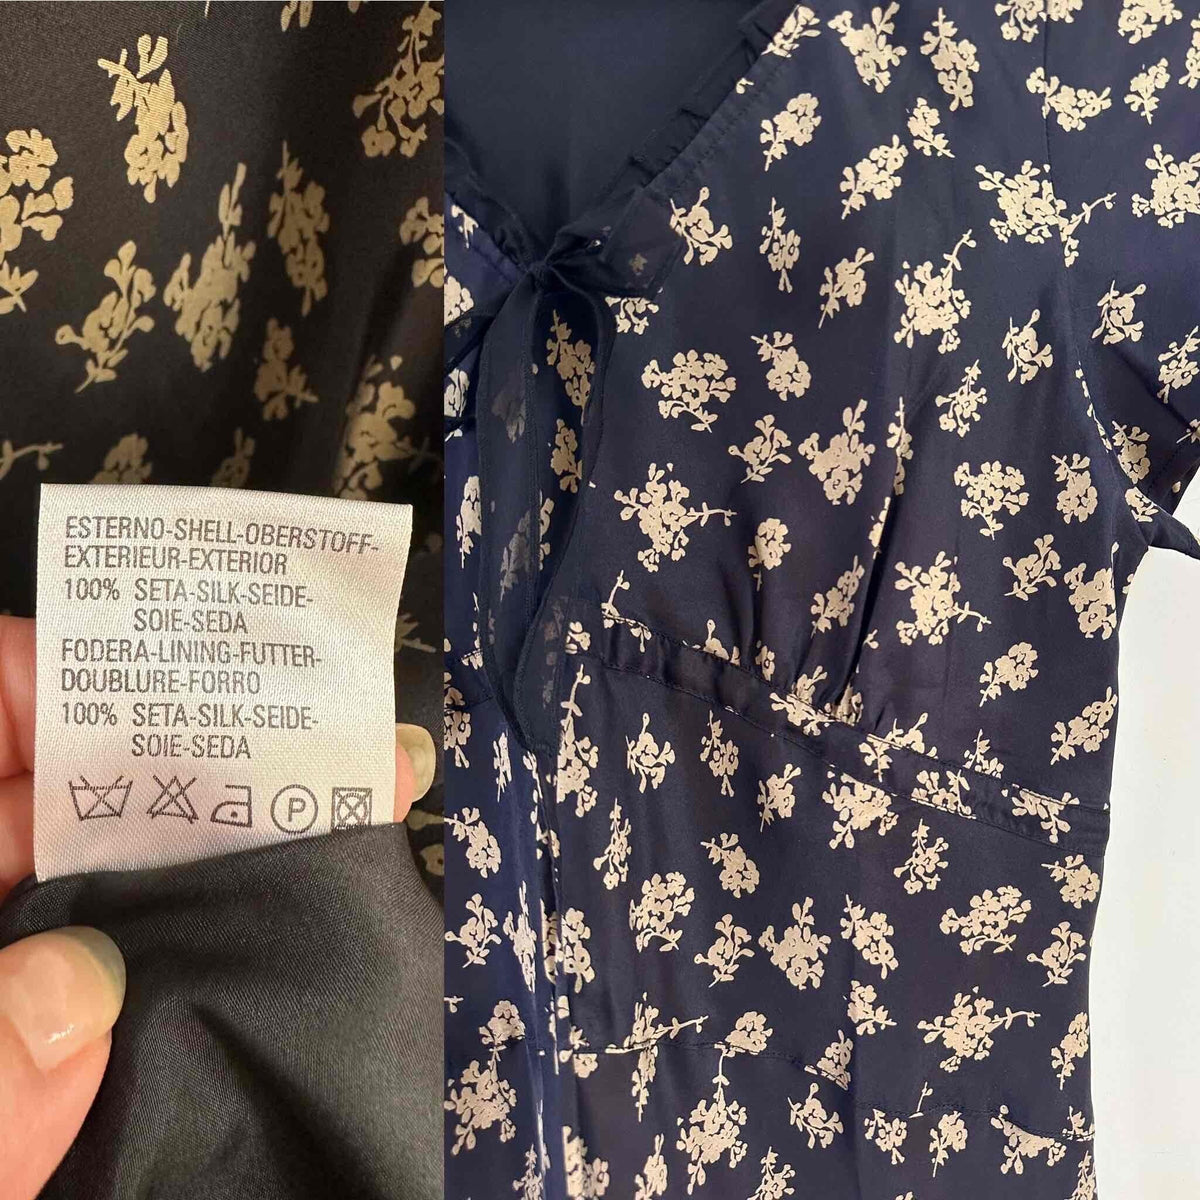 ESTERNO-SHELL-OBERSTOFF-
EXTERIEUR-EXTERIOR
100% SETA-SILK-SEIDE-
SOIE-SEDA
FODERA-LINING-FUTTER-
DOUBLURE-FORRO
100% SETA-SILK-SEIDE-
SOIE-SEDA
P